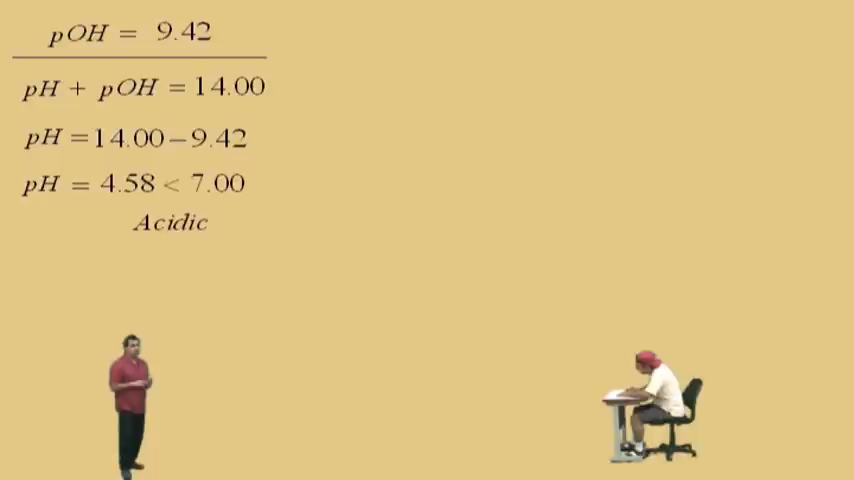 pOH = 9.42
pH + pOH = 14.00
pH = 14.00 − 9.42
pH = 4.58 < 7.00
Acidic